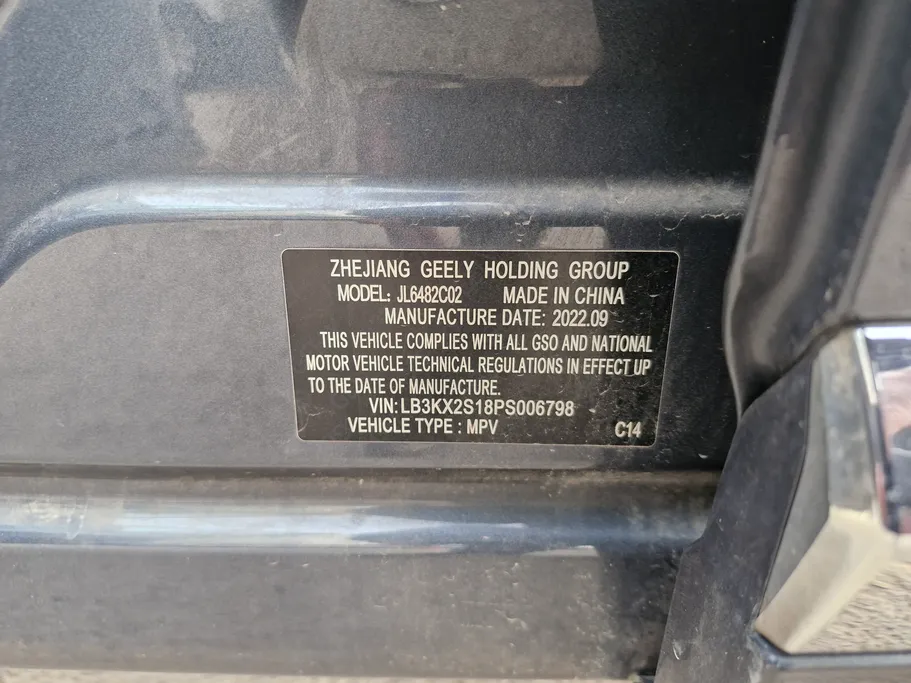 ZHEJIANG GEELY HOLDING GROUP
MODEL: JL6482C02 MADE IN CHINA
MANUFACTURE DATE: 2022.09
THIS VEHICLE COMPLIES WITH ALL GSO AND NATIONAL
MOTOR VEHICLE TECHNICAL REGULATIONS IN EFFECT UP
TO THE DATE OF MANUFACTURE.
VIN: LB3KX2S18PS006798
VEHICLE TYPE : MPV C14